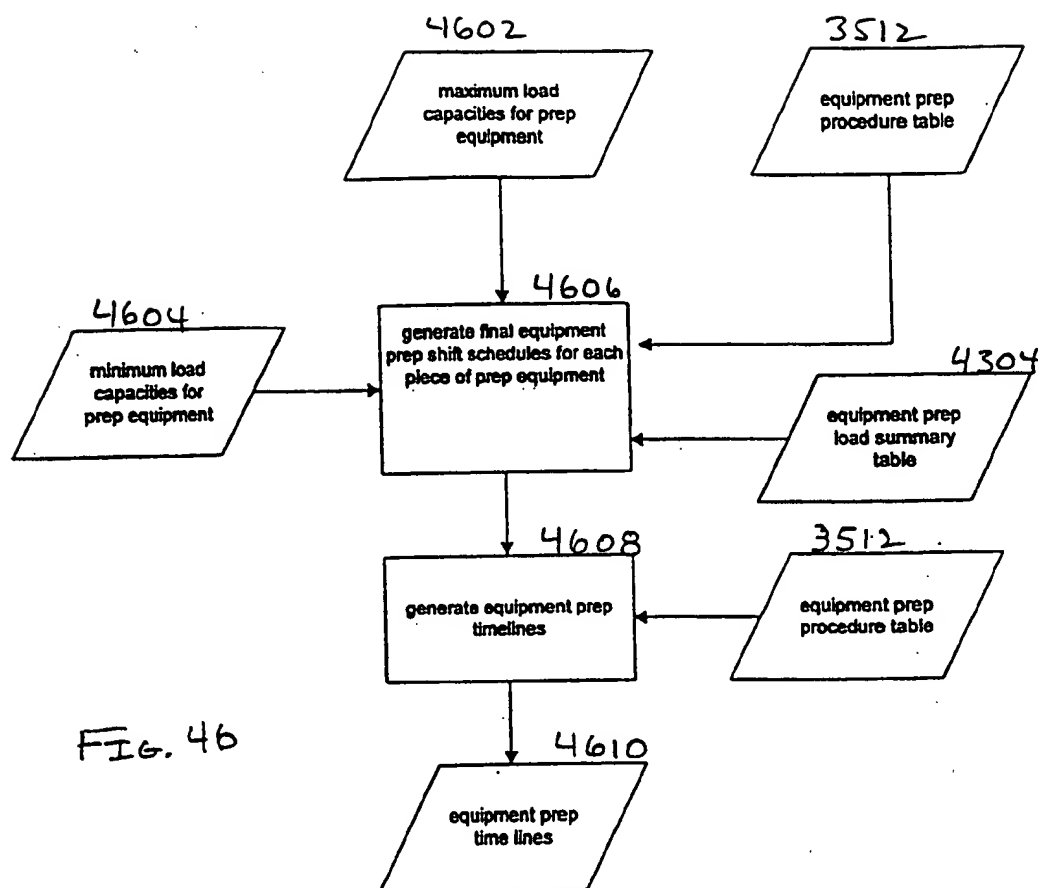 4602
maximum load
capacities for prep
equipment
3512
equipment prep
procedure table
4604
minimum load
capacities for
prep equipment
4606
generate final equipment
prep shift schedules for each
piece of prep equipment
4304
equipment prep
load summary
table
4608
generate equipment prep
timelines
3512
equipment prep
procedure table
FIG. 46
4610
equipment prep
time lines